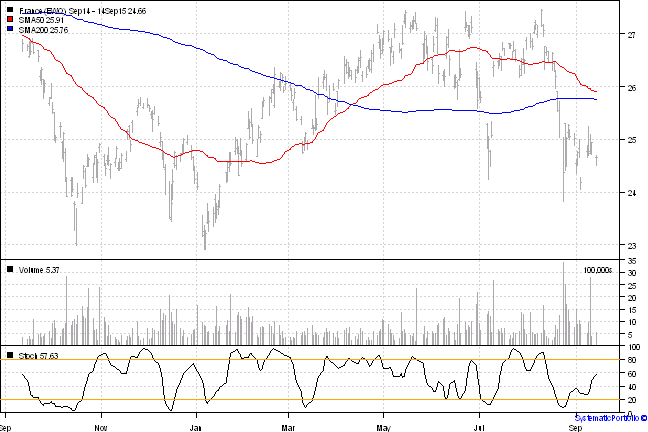 France (EWQ) Sep14 - 14Sep15 24.66
SMA50 25.91
SMA200 25.76
27
26
25
24
23
Volume 5.37
100,000s
35
30
25
20
15
10
5
Stoch 57.63
100
80
60
40
20
0
Sep
Nov
Jan
Mar
May
Jul
Sep
SystematicPortfolio ©